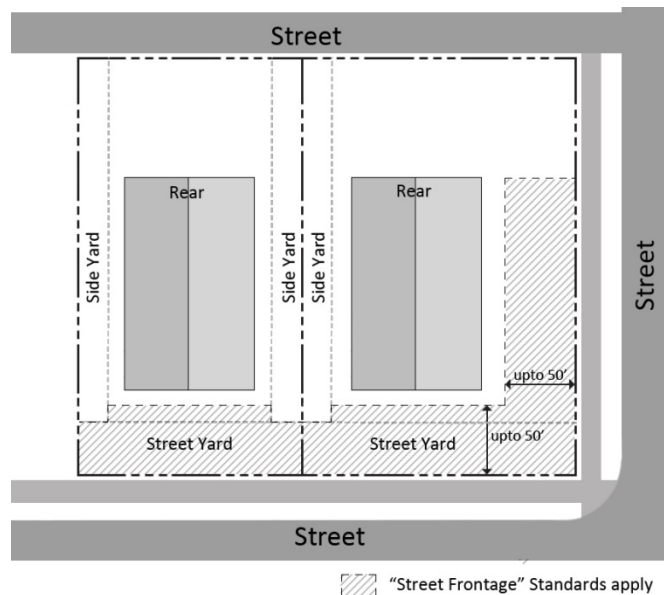 Street
Rear
Rear
Side Yard
Side Yard
Side Yard
Street
upto 50'
upto 50'
Street Yard
Street Yard
Street
"Street Frontage" Standards apply